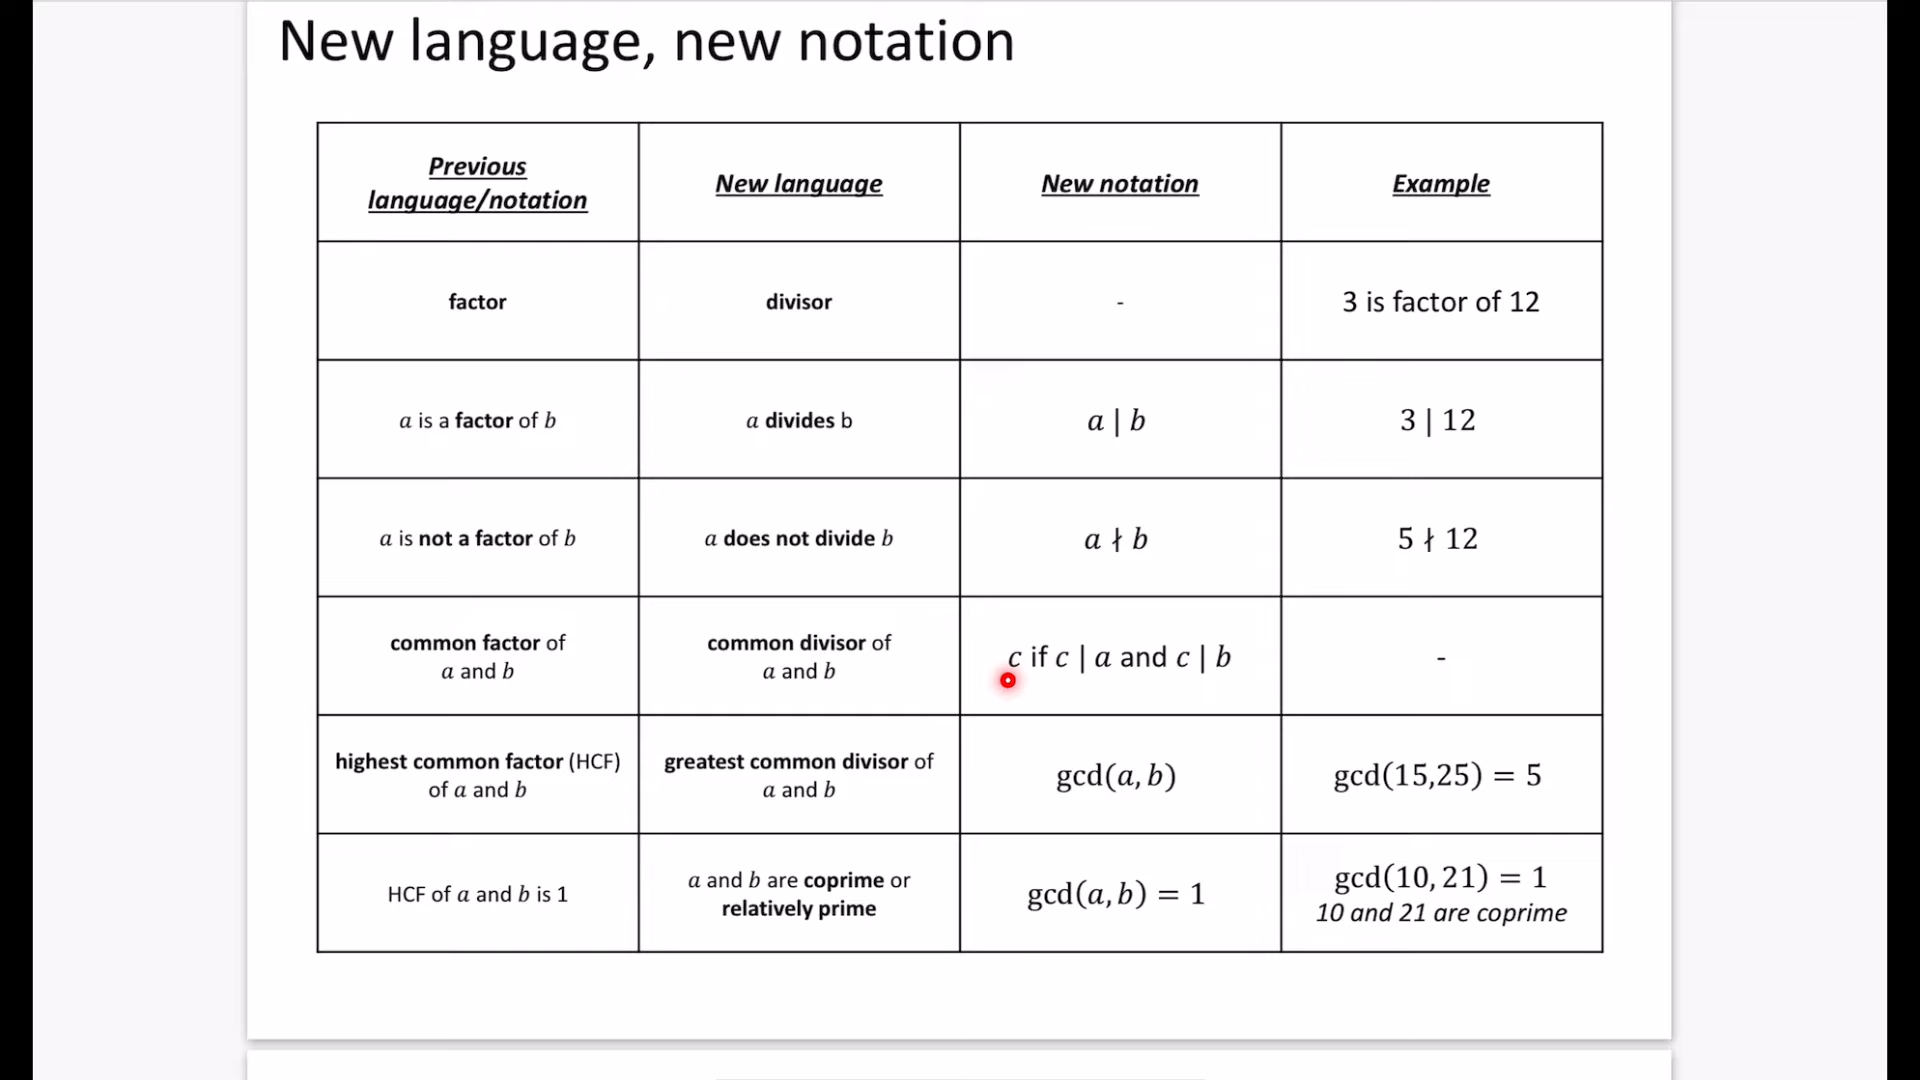 New language, new notation
Previous
language/notation
New language
New notation
Example
factor
divisor
-
3 is factor of 12
a is a factor of b
a divides b
a | b
3 | 12
a is not a factor of b
a does not divide b
a ∤ b
5 ∤ 12
common factor of
a and b
common divisor of
a and b
c if c | a and c | b
-
highest common factor (HCF)
of a and b
greatest common divisor of
a and b
gcd(a, b)
gcd(15,25) = 5
HCF of a and b is 1
a and b are coprime or
relatively prime
gcd(a, b) = 1
gcd(10, 21) = 1
10 and 21 are coprime